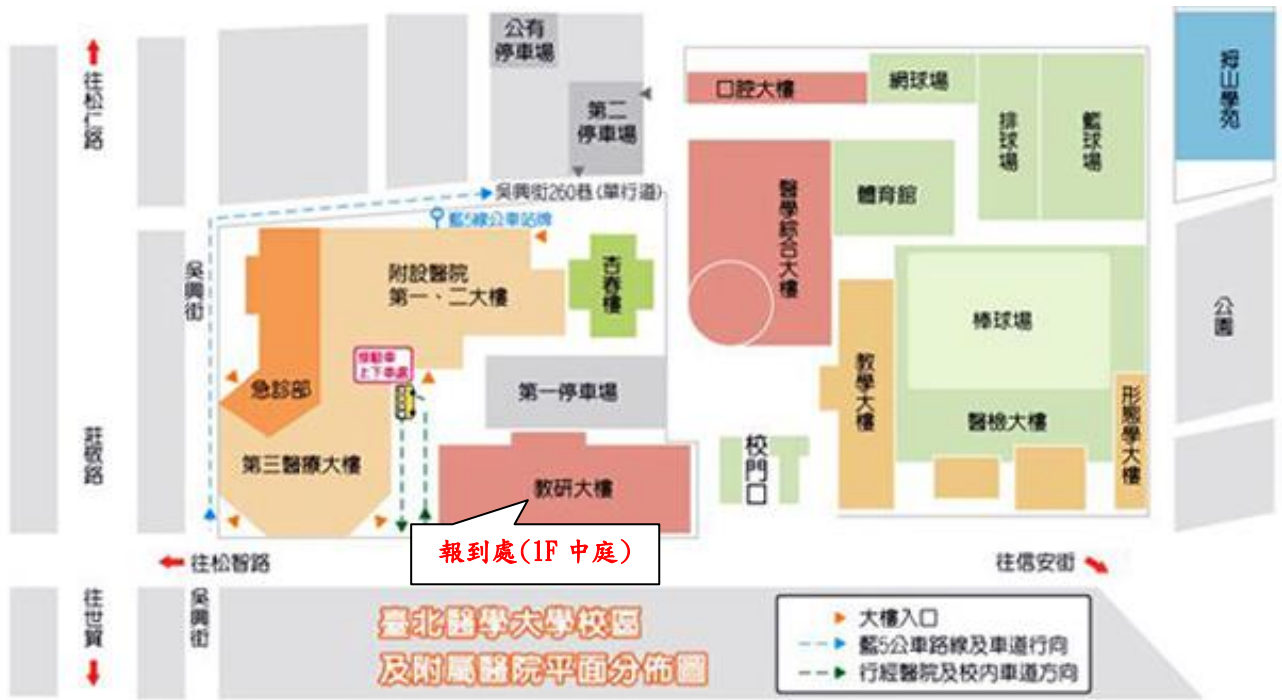 公有
停車場
往松仁路
第二
停車場
口腔大樓
網球場
排球場
籃球場
拇山學苑
吳興街260巷(單行道)
藍5線公車站牌
醫學綜合大樓
體育館
吳興街
附設醫院
第一、二大樓
杏春樓
棒球場
公園
接駁車
上下車處
急診部
第一停車場
教學大樓
醫檢大樓
形態學大樓
莊敬路
第三醫療大樓
教研大樓
校門口
報到處(1F 中庭)
往松智路
往信安街
往世貿
吳興街
臺北醫學大學校區
及附屬醫院平面分佈圖
大樓入口
藍5公車路線及車道行向
行經醫院及校內車道方向